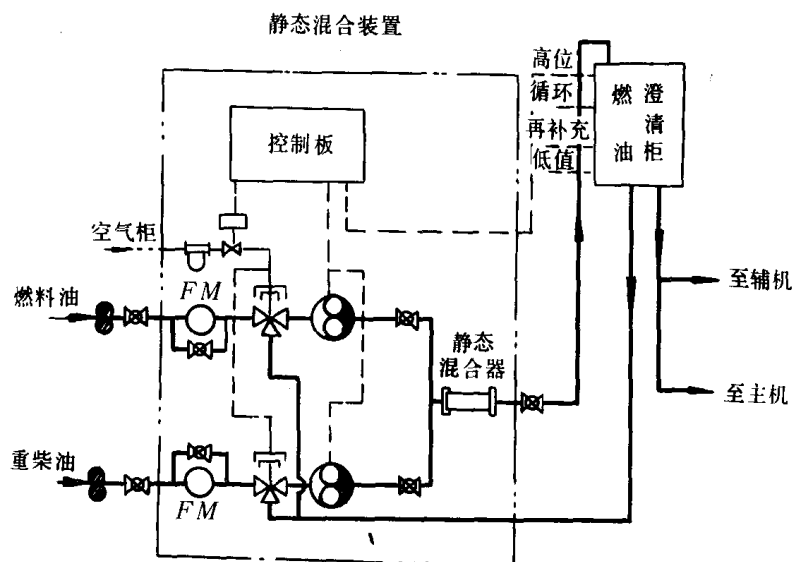 静态混合装置
高位
循环
再补充
低值
燃油
澄清柜
控制板
空气柜
燃料油
FM
静态
混合器
至辅机
至主机
重柴油
FM